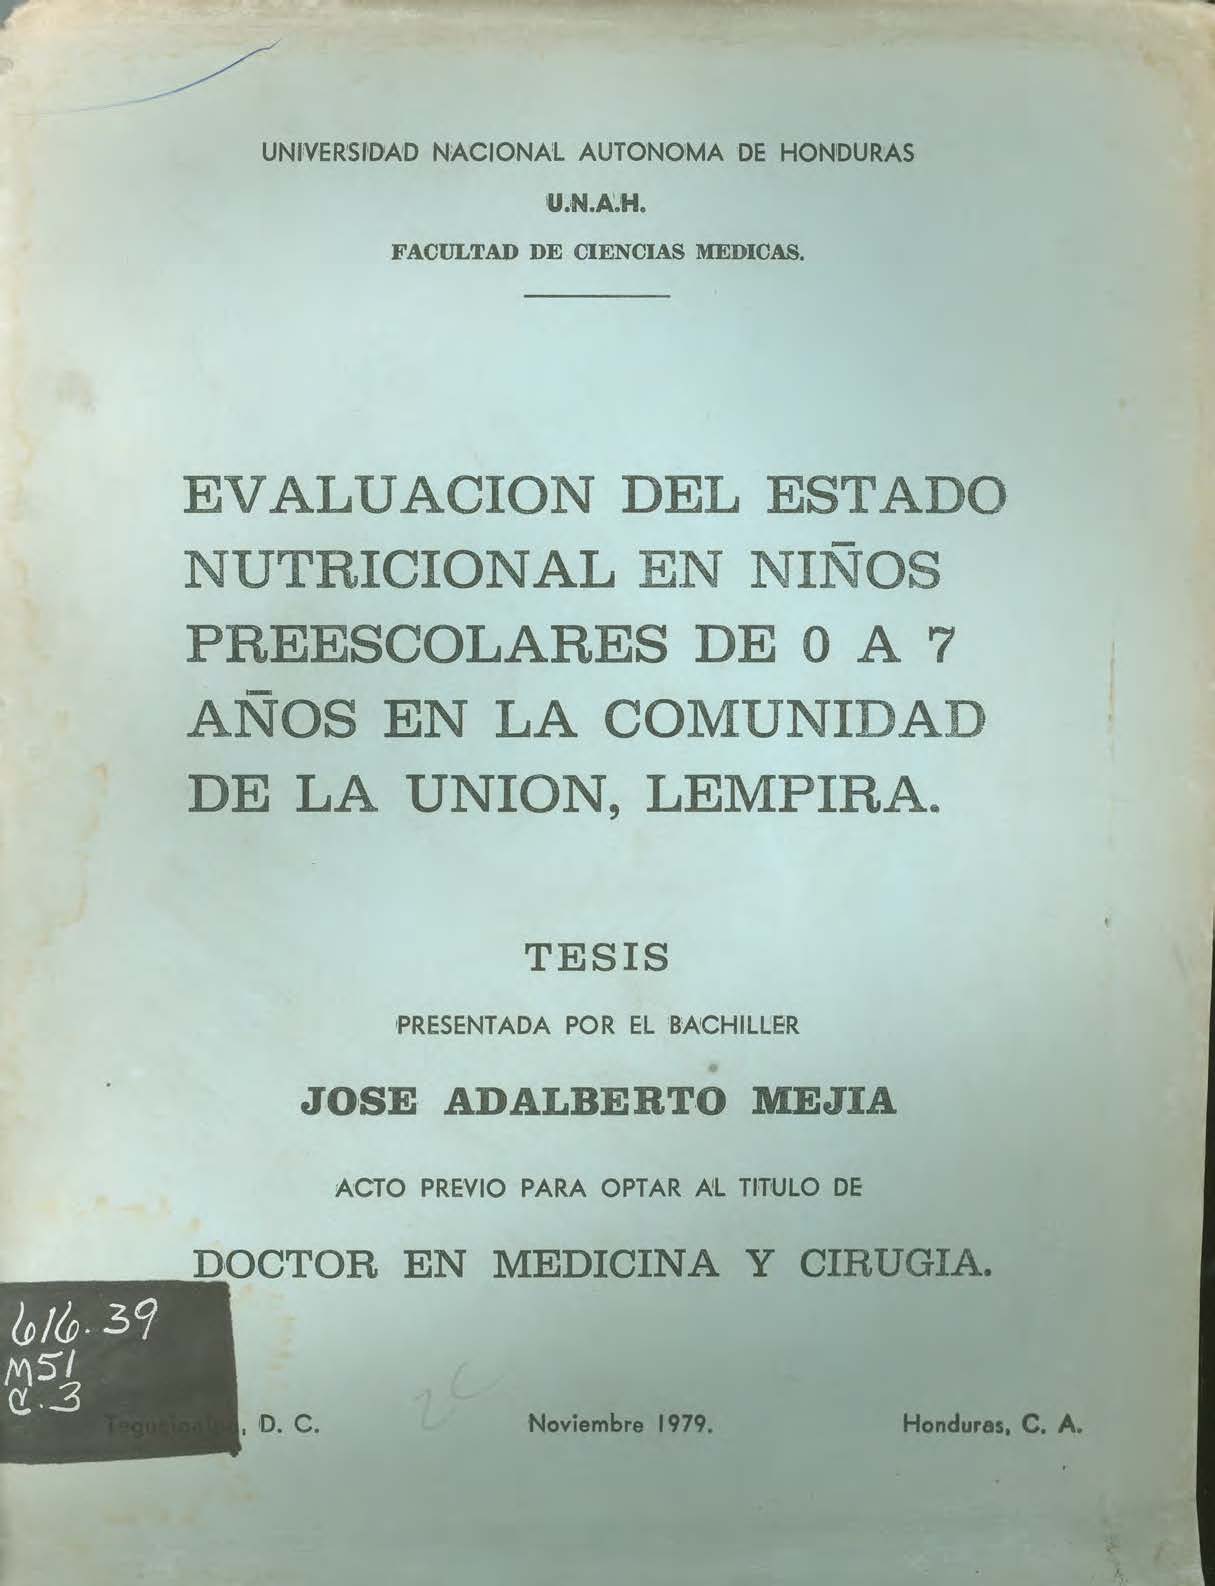 UNIVERSIDAD NACIONAL AUTONOMA DE HONDURAS
U.N.A.H.
FACULTAD DE CIENCIAS MEDICAS.
EVALUACION DEL ESTADO
NUTRICIONAL EN NIÑOS
PREESCOLARES DE 0 A 7
AÑOS EN LA COMUNIDAD
DE LA UNION, LEMPIRA.
TESIS
PRESENTADA POR EL BACHILLER
JOSE ADALBERTO MEJIA
ACTO PREVIO PARA OPTAR AL TITULO DE
DOCTOR EN MEDICINA Y CIRUGIA.
616.39
M51
C.3
Tegucigalpa, D. C. Noviembre 1979. Honduras, C. A.